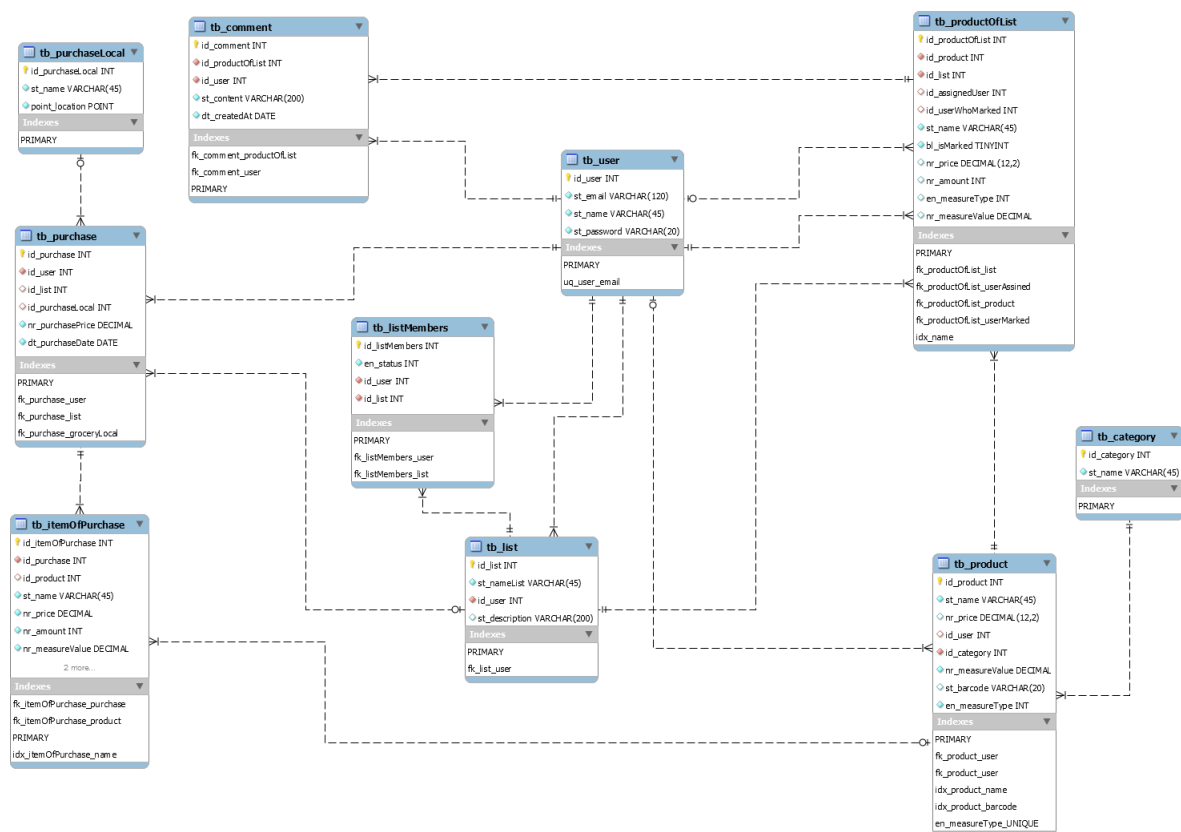 tb_purchaseLocal
id_purchaseLocal INT
st_name VARCHAR(45)
point_location POINT
Indexes
PRIMARY
tb_comment
id_comment INT
id_productOfList INT
id_user INT
st_content VARCHAR(200)
dt_createdAt DATE
Indexes
fk_comment_productOfList
fk_comment_user
PRIMARY
tb_productOfList
id_productOfList INT
id_product INT
id_list INT
id_assignedUser INT
id_userWhoMarked INT
st_name VARCHAR(45)
bl_isMarked TINYINT
nr_price DECIMAL(12,2)
nr_amount INT
en_measureType INT
nr_measureValue DECIMAL
Indexes
PRIMARY
fk_productOfList_list
fk_productOfList_userAssined
fk_productOfList_product
fk_productOfList_userMarked
idx_name
tb_user
id_user INT
st_email VARCHAR(120)
st_name VARCHAR(45)
st_password VARCHAR(20)
Indexes
PRIMARY
uq_user_email
tb_purchase
id_purchase INT
id_user INT
id_list INT
id_purchaseLocal INT
nr_purchasePrice DECIMAL
dt_purchaseDate DATE
Indexes
PRIMARY
fk_purchase_user
fk_purchase_list
fk_purchase_groceryLocal
tb_listMembers
id_listMembers INT
en_status INT
id_user INT
id_list INT
Indexes
PRIMARY
fk_listMembers_user
fk_listMembers_list
tb_category
id_category INT
st_name VARCHAR(45)
Indexes
PRIMARY
tb_itemOfPurchase
id_itemOfPurchase INT
id_purchase INT
id_product INT
st_name VARCHAR(45)
nr_price DECIMAL
nr_amount INT
nr_measureValue DECIMAL
2 more...
Indexes
fk_itemOfPurchase_purchase
fk_itemOfPurchase_product
PRIMARY
idx_itemOfPurchase_name
tb_list
id_list INT
st_nameList VARCHAR(45)
id_user INT
st_description VARCHAR(200)
Indexes
PRIMARY
fk_list_user
tb_product
id_product INT
st_name VARCHAR(45)
nr_price DECIMAL(12,2)
id_user INT
id_category INT
nr_measureValue DECIMAL
st_barcode VARCHAR(20)
en_measureType INT
Indexes
PRIMARY
fk_product_user
fk_product_user
idx_product_name
idx_product_barcode
en_measureType_UNIQUE